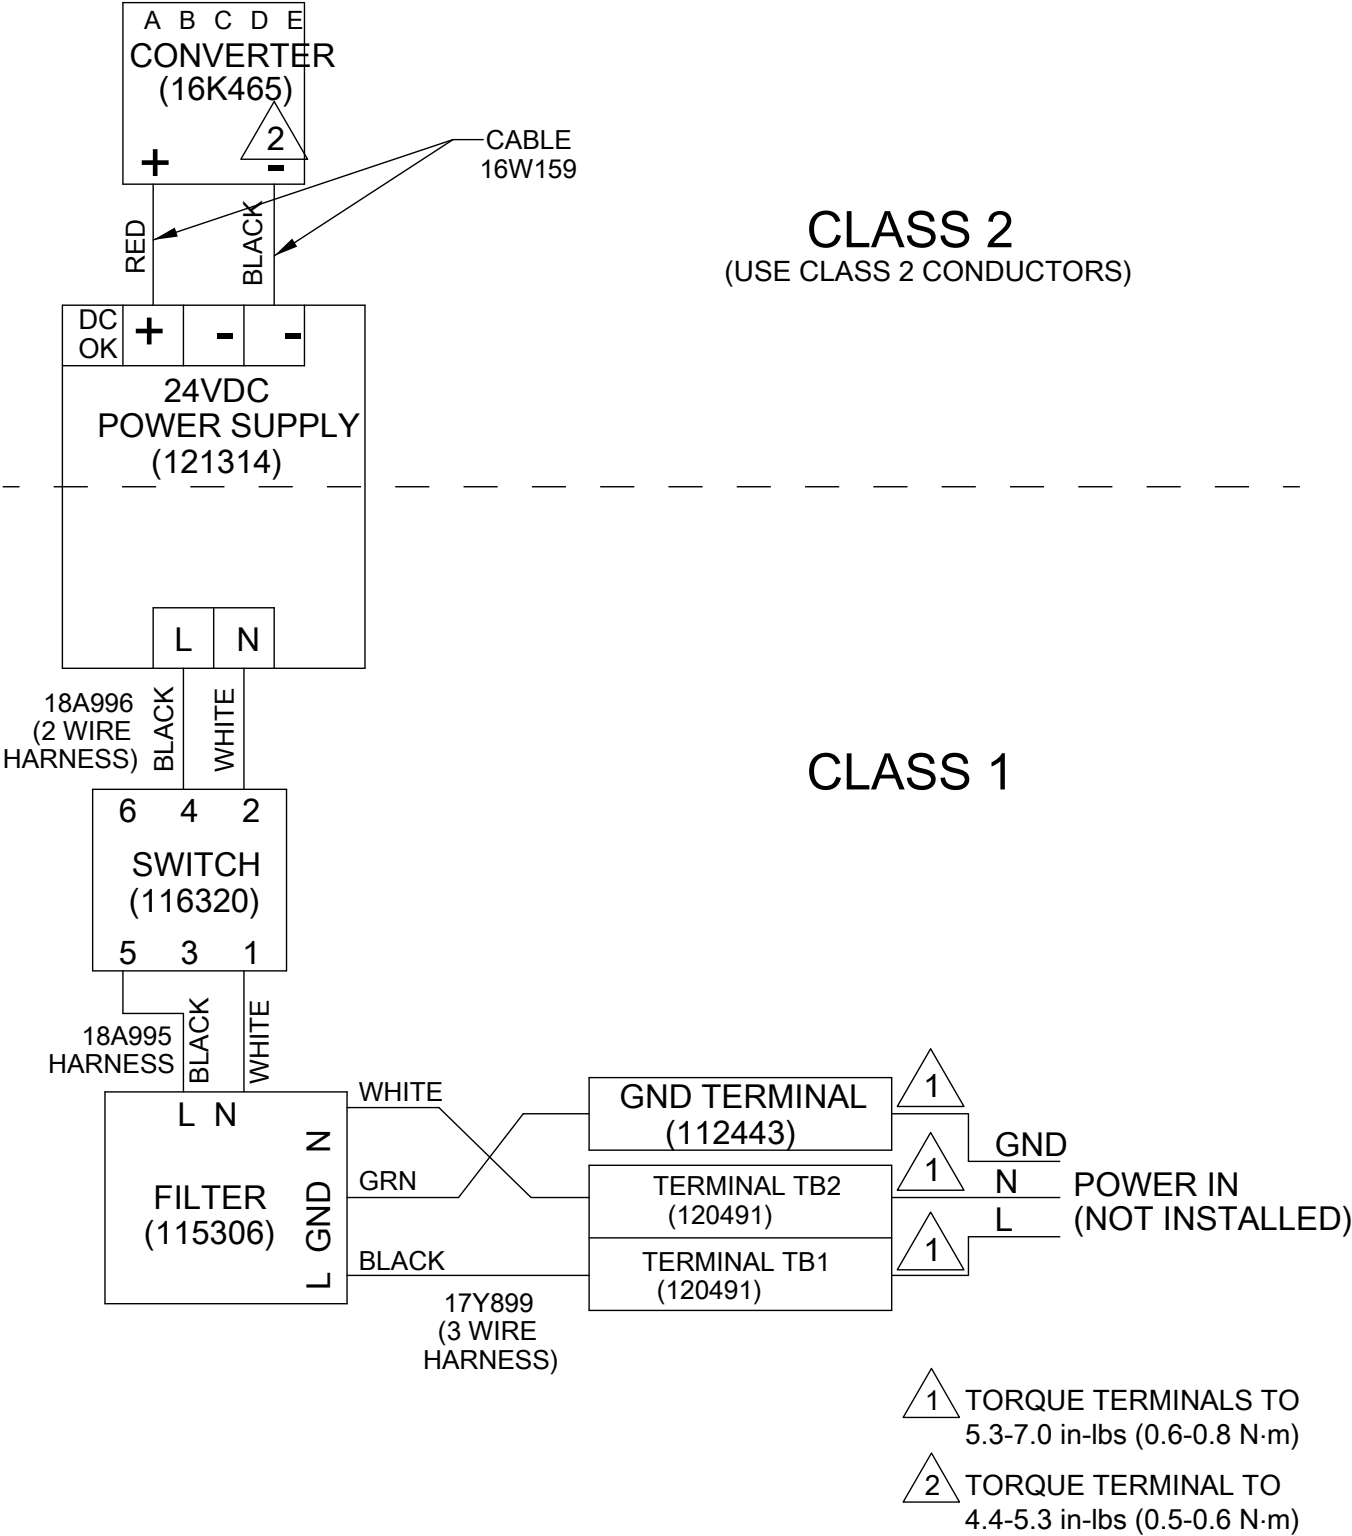 A B C D E
CONVERTER
(16K465)
2
+ -
CABLE
16W159
RED
BLACK
CLASS 2
(USE CLASS 2 CONDUCTORS)
DC
OK
+ - -
24VDC
POWER SUPPLY
(121314)
L N
18A996
(2 WIRE
HARNESS)
BLACK
WHITE
CLASS 1
6 4 2
SWITCH
(116320)
5 3 1
18A995
HARNESS
BLACK
WHITE
L N
FILTER
(115306)
L GND N
WHITE
GRN
BLACK
17Y899
(3 WIRE
HARNESS)
GND TERMINAL
(112443)
TERMINAL TB2
(120491)
TERMINAL TB1
(120491)
1
1
1
GND
N
L
POWER IN
(NOT INSTALLED)
1 TORQUE TERMINALS TO
5.3-7.0 in-lbs (0.6-0.8 N·m)
2 TORQUE TERMINAL TO
4.4-5.3 in-lbs (0.5-0.6 N·m)